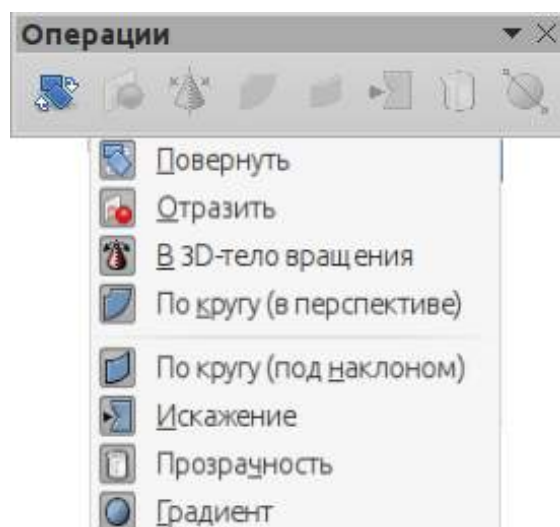 Операции
Повернуть
Отразить
В 3D-тело вращения
По кругу (в перспективе)
По кругу (под наклоном)
Искажение
Прозрачность
Градиент